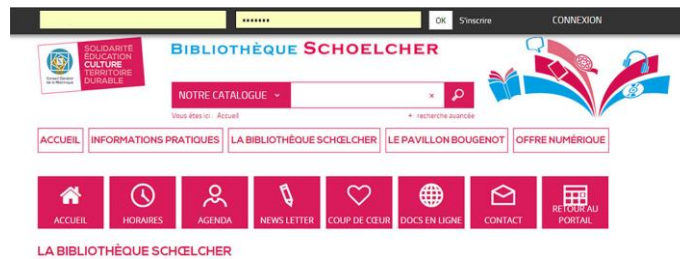 ••••••• OK S'inscrire CONNEXION
SOLIDARITÉ
ÉDUCATION
CULTURE
TERRITOIRE
DURABLE
Conseil Général
de la Martinique
BIBLIOTHÈQUE SCHOELCHER
NOTRE CATALOGUE
×
Vous êtes ici : Accueil + recherche avancée
ACCUEIL INFORMATIONS PRATIQUES LA BIBLIOTHÈQUE SCHŒLCHER LE PAVILLON BOUGENOT OFFRE NUMÉRIQUE
ACCUEIL HORAIRES AGENDA NEWS LETTER COUP DE CŒUR DOCS EN LIGNE CONTACT RETOUR AU
PORTAIL
LA BIBLIOTHÈQUE SCHŒLCHER